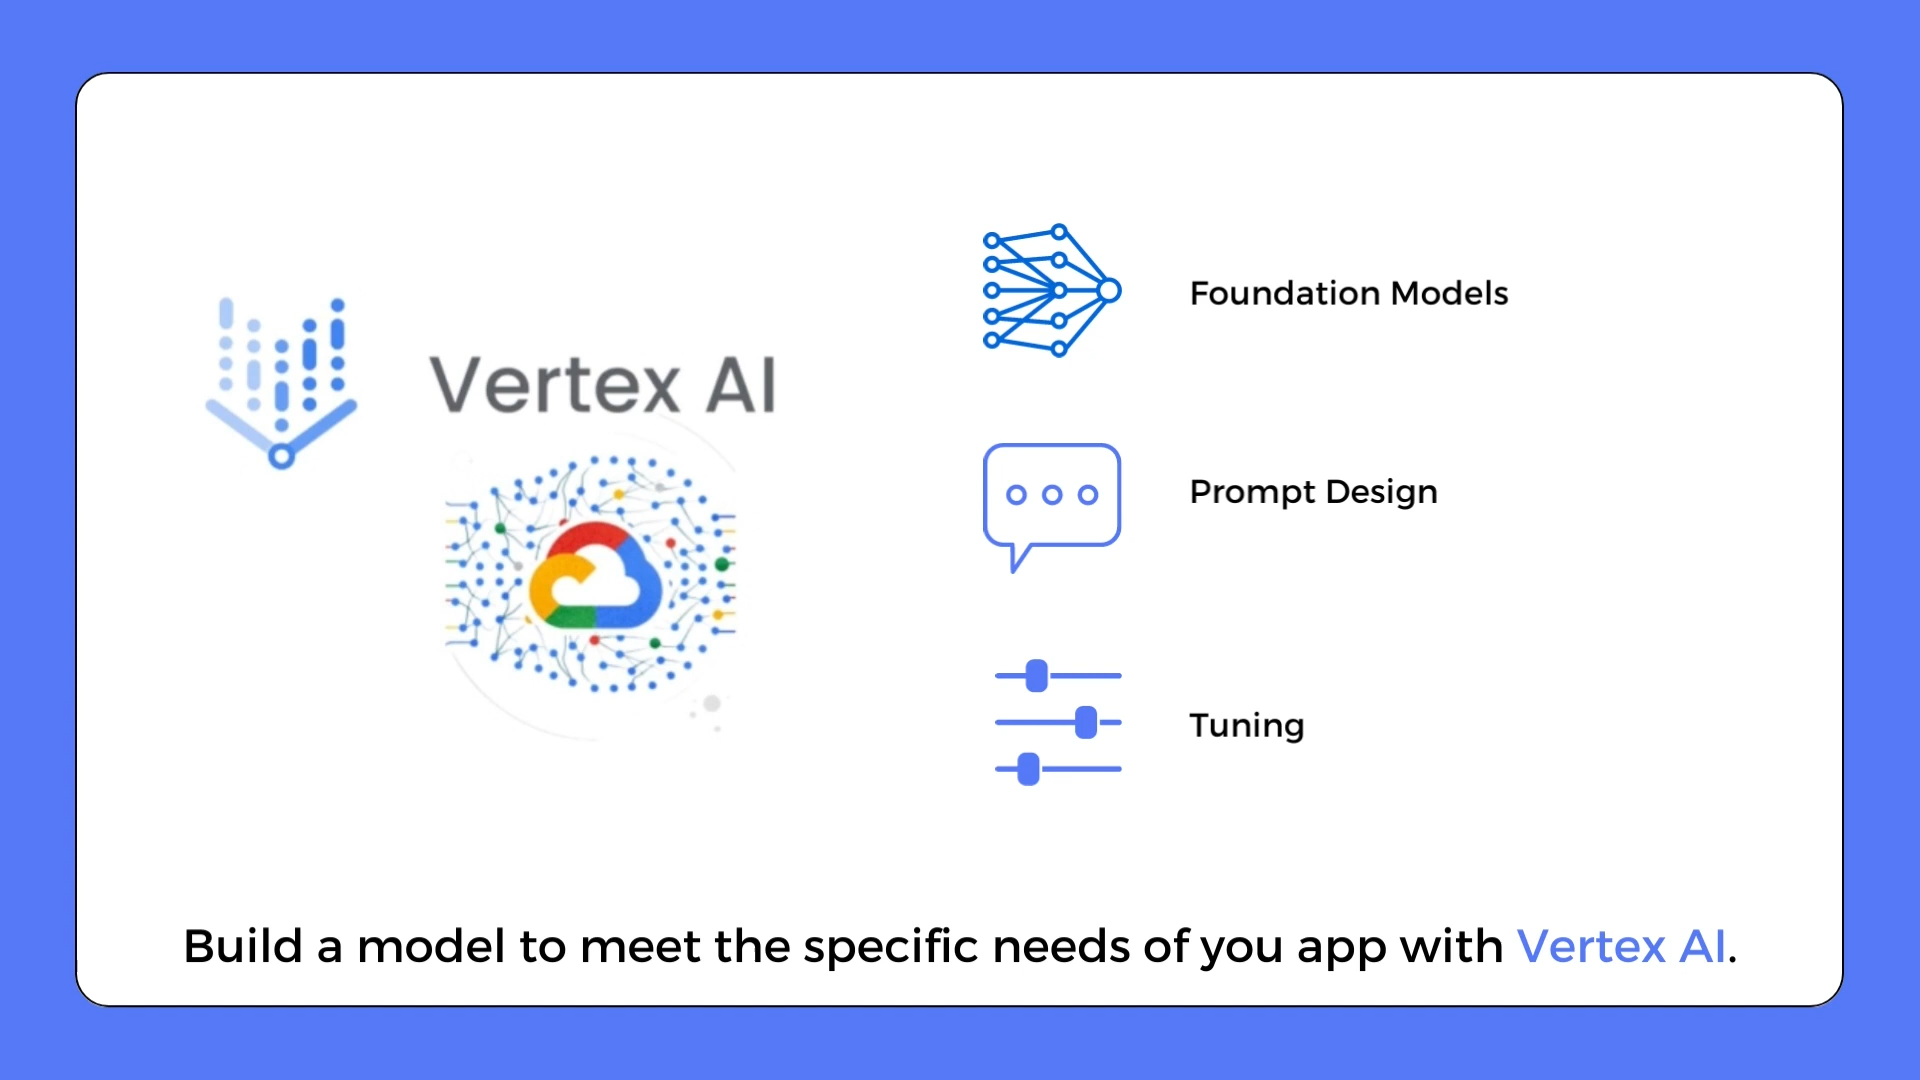 Vertex AI
Foundation Models
Prompt Design
Tuning
Build a model to meet the specific needs of you app with Vertex AI.